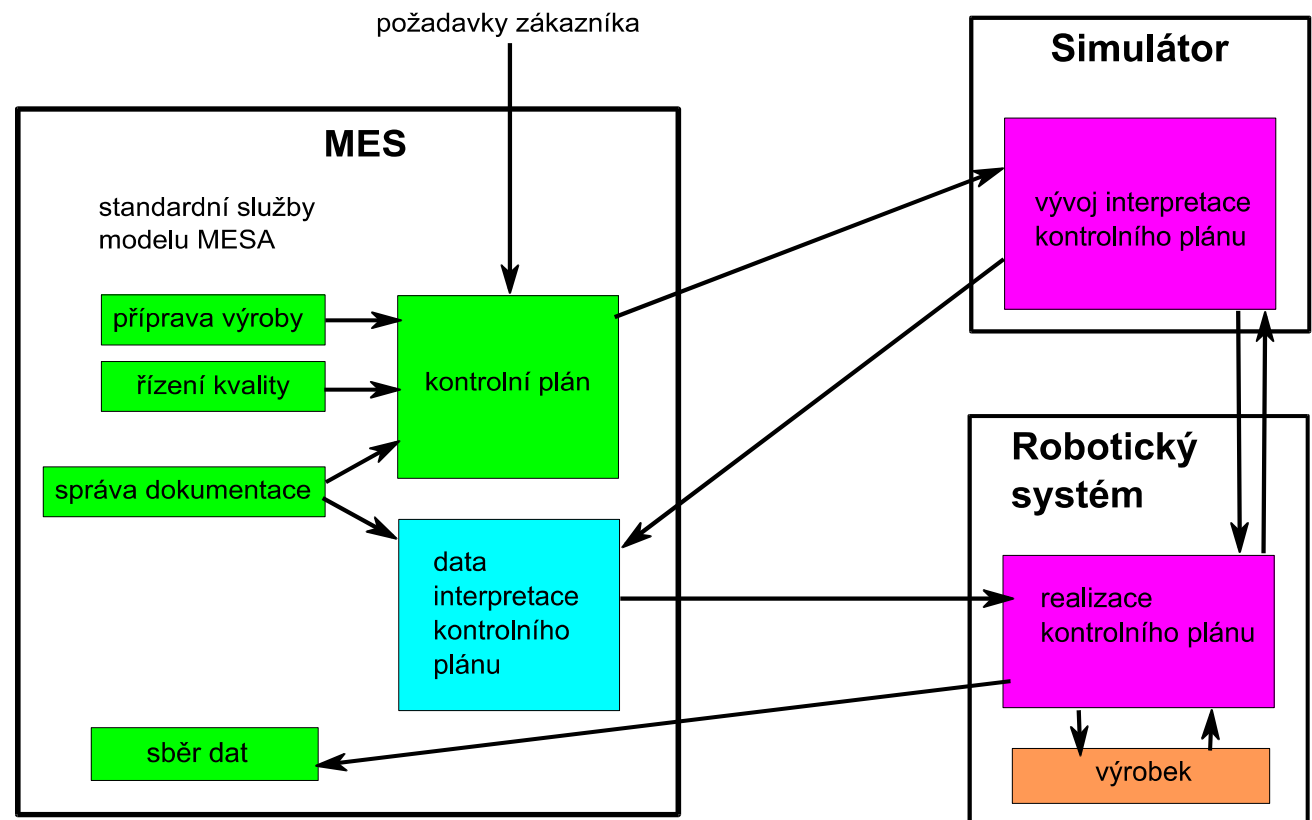 požadavky zákazníka
MES
standardní služby
modelu MESA
příprava výroby
řízení kvality
správa dokumentace
kontrolní plán
data
interpretace
kontrolního
plánu
sběr dat
Simulátor
vývoj interpretace
kontrolního plánu
Robotický
systém
realizace
kontrolního plánu
výrobek